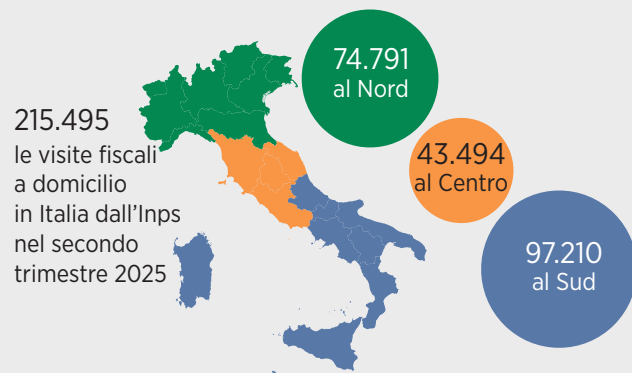 215.495
le visite fiscali
a domicilio
in Italia dall'Inps
nel secondo
trimestre 2025
74.791
al Nord
43.494
al Centro
97.210
al Sud